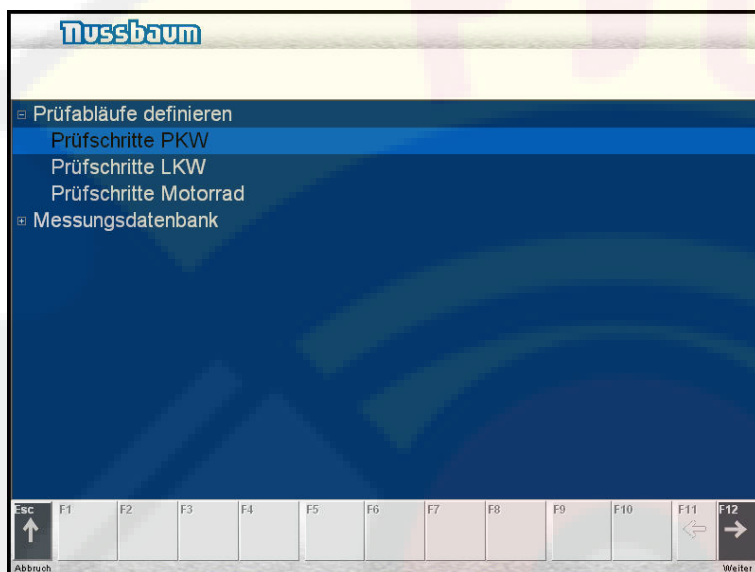 Nussbaum
Prüfabläufe definieren
Prüfschritte PKW
Prüfschritte LKW
Prüfschritte Motorrad
Messungsdatenbank
Esc F1 F2 F3 F4 F5 F6 F7 F8 F9 F10 F11 F12
Abbruch Weiter